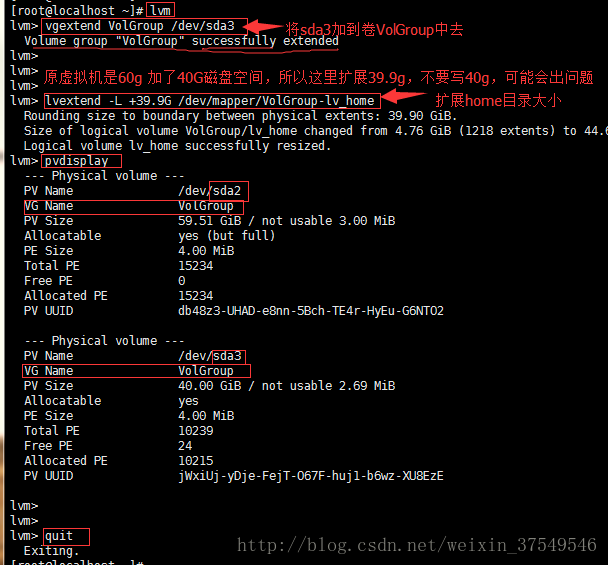 [root@localhost ~]# lvm
lvm> vgextend VolGroup /dev/sda3 将sda3加到卷VolGroup中去
Volume group "VolGroup" successfully extended
lvm>
lvm> 原虚拟机是60g 加了40G磁盘空间，所以这里扩展39.9g，不要写40g，可能会出问题
lvm>
lvm> lvextend -L +39.9G /dev/mapper/VolGroup-lv_home 扩展home目录大小
Rounding size to boundary between physical extents: 39.90 GiB.
Size of logical volume VolGroup/lv_home changed from 4.76 GiB (1218 extents) to 44.6
Logical volume lv_home successfully resized.
lvm> pvdisplay
--- Physical volume ---
PV Name /dev/sda2
VG Name VolGroup
PV Size 59.51 GiB / not usable 3.00 MiB
Allocatable yes (but full)
PE Size 4.00 MiB
Total PE 15234
Free PE 0
Allocated PE 15234
PV UUID db48z3-UHAD-e8nn-5Bch-TE4r-HyEu-G6NTO2
--- Physical volume ---
PV Name /dev/sda3
VG Name VolGroup
PV Size 40.00 GiB / not usable 2.69 MiB
Allocatable yes
PE Size 4.00 MiB
Total PE 10239
Free PE 24
Allocated PE 10215
PV UUID jWxiUj-yDje-FejT-O67F-huj1-b6wz-XU8EzE
lvm>
lvm>
lvm> quit
Exiting.
[root@localhost ~]#
http://blog.csdn.net/weixin_37549546